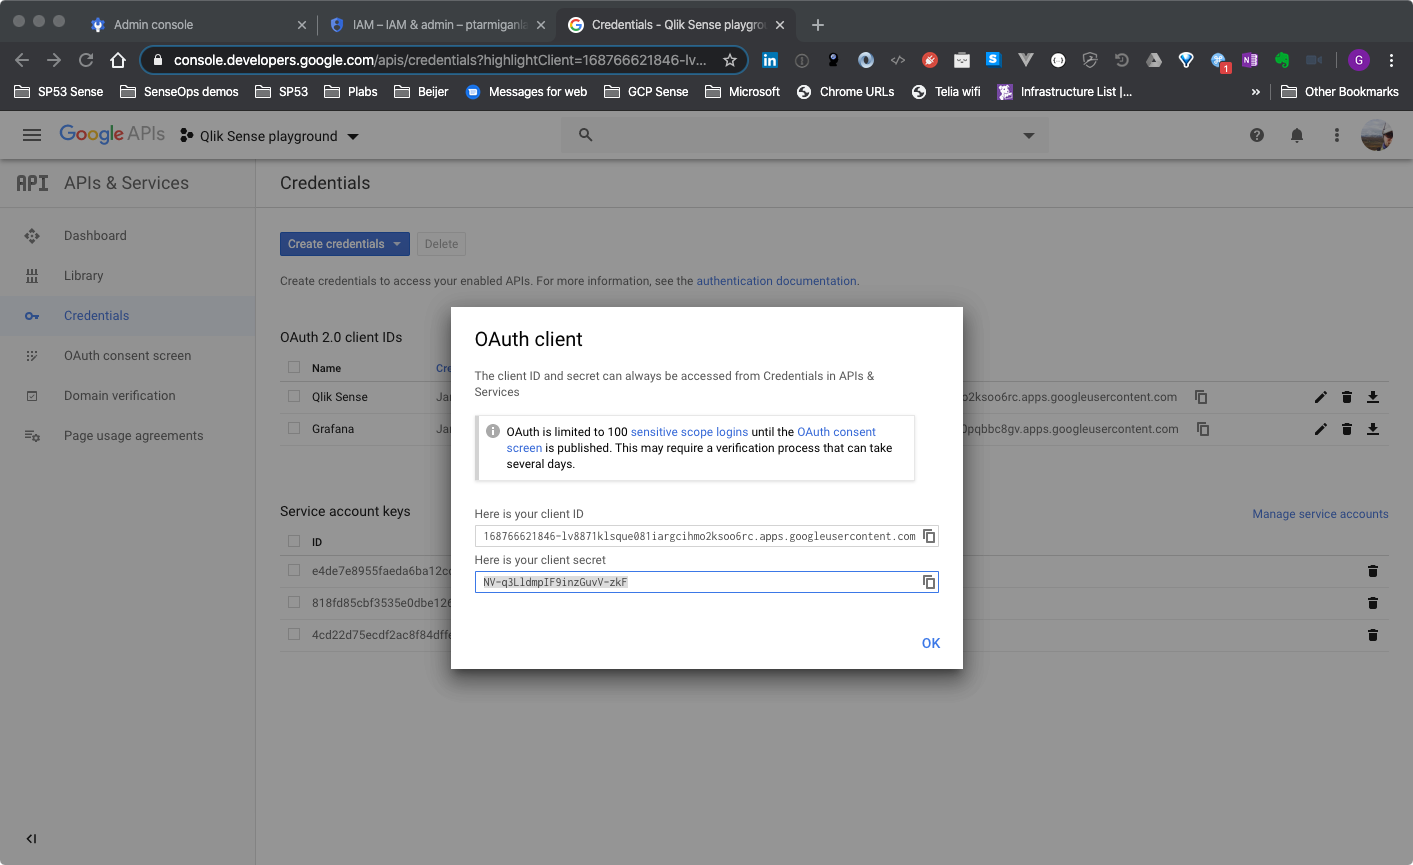 Admin console
IAM – IAM & admin – ptarmiganla
Credentials - Qlik Sense playgrou
console.developers.google.com/apis/credentials?highlightClient=168766621846-lv...
1
G
SP53 Sense
SenseOps demos
SP53
Plabs
Beijer
Messages for web
GCP Sense
Microsoft
Chrome URLs
Telia wifi
Infrastructure List |...
»
Other Bookmarks
Google APIs
Qlik Sense playground
API APIs & Services
Credentials
Dashboard
Library
Credentials
OAuth consent screen
Domain verification
Page usage agreements
Create credentials
Delete
Create credentials to access your enabled APIs. For more information, see the authentication documentation.
OAuth 2.0 client IDs
Name
Cre
Qlik Sense
Jan
o2ksoo6rc.apps.googleusercontent.com
Grafana
Jan
0pqbbc8gv.apps.googleusercontent.com
Service account keys
Manage service accounts
ID
e4de7e8955faeda6ba12cc
818fd85cbf3535e0dbe126
4cd22d75ecdf2ac8f84dffe
OAuth client
The client ID and secret can always be accessed from Credentials in APIs &
Services
OAuth is limited to 100 sensitive scope logins until the OAuth consent
screen is published. This may require a verification process that can take
several days.
Here is your client ID
168766621846-lv8871klsque081iargcihmo2ksoo6rc.apps.googleusercontent.com
Here is your client secret
NV-q3LldmpIF9inzGuvV-zkF
OK